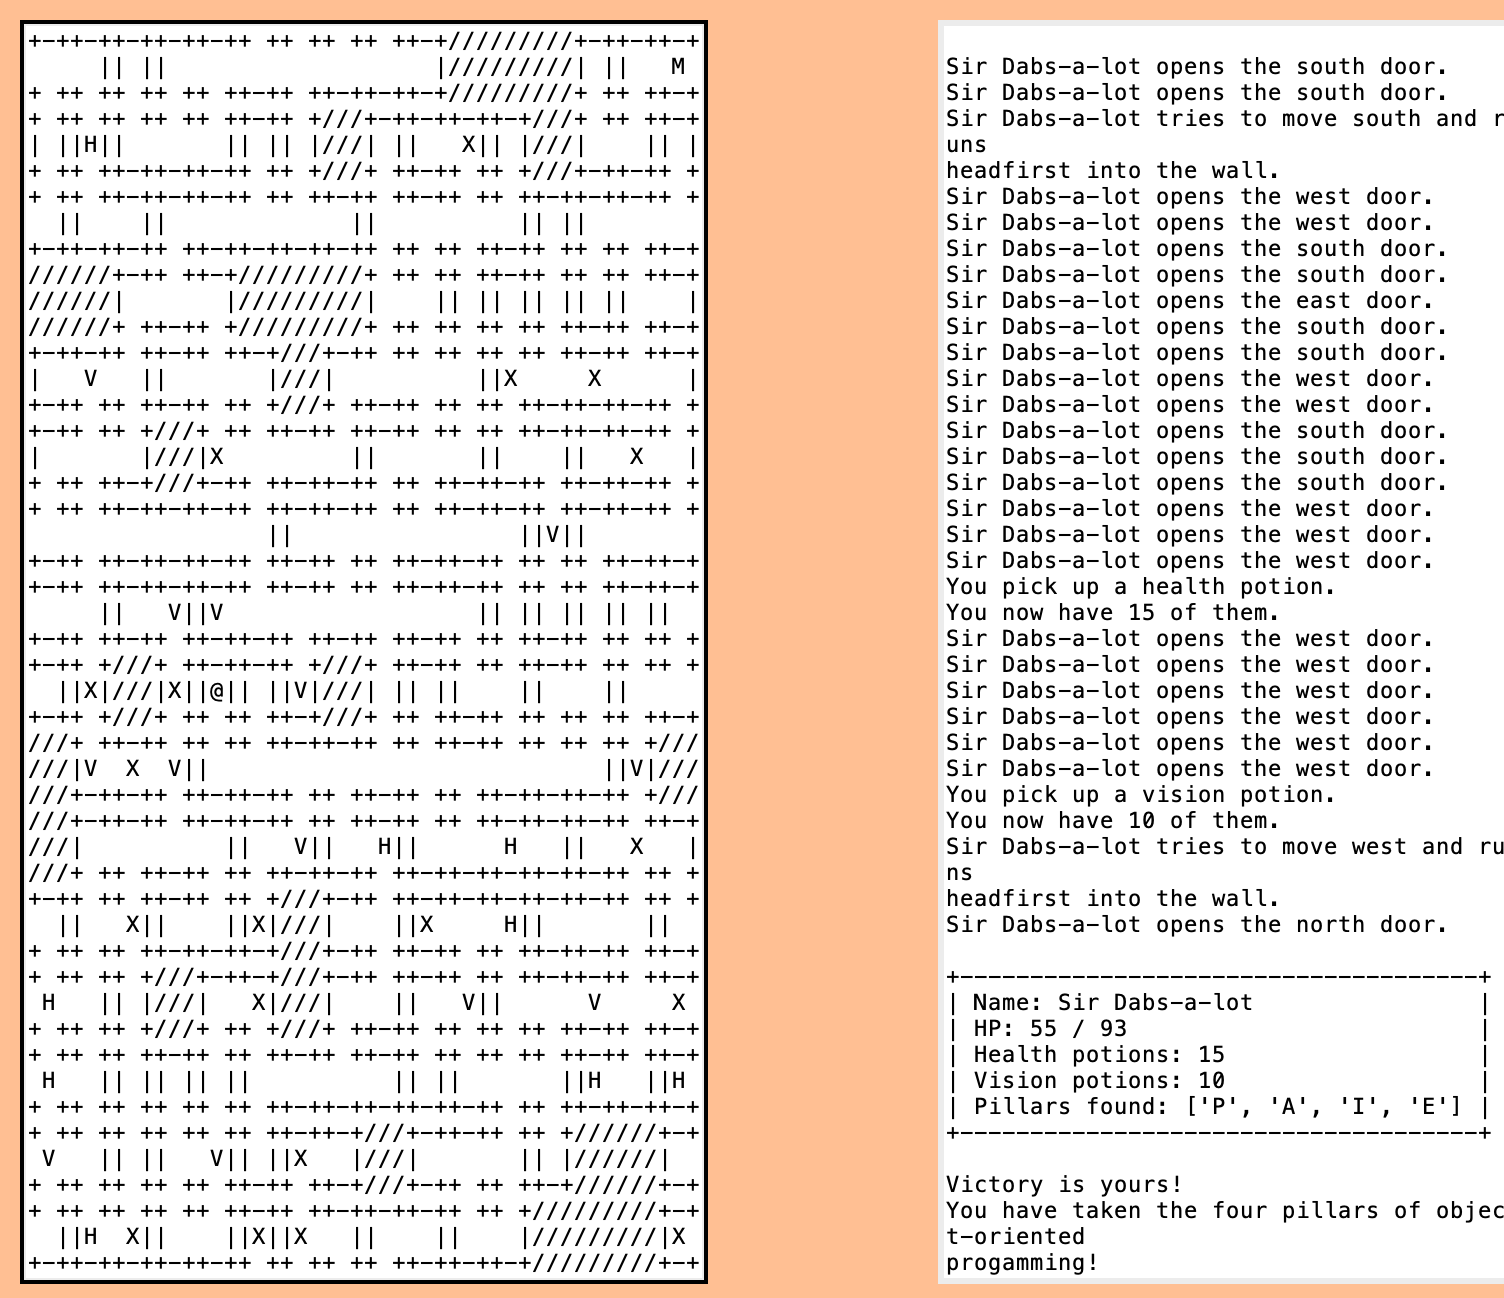 +-++-++-++-++-++ ++ ++ ++ ++-+/////////+-++-++-+
     || ||                   |/////////| ||   M
+ ++ ++ ++ ++ ++-++ ++-++-++-+/////////+ ++ ++-+
+ ++ ++ ++ ++ ++-++ +///+-++-++-++-+///+ ++ ++-+
| ||H||       || || |///| ||   X|| |///|    || |
+ ++ ++-++-++-++ ++ +///+ ++-++ ++ +///+ ++-++ +
+ ++ ++-++-++-++ ++ ++-++ ++-++ ++ ++-++-++-++ +
  ||    ||             ||          || ||
+-++-++-++ ++-++-++-++-++ ++ ++ ++-++ ++ ++ ++-+
//////+-++ ++-+/////////+ ++ ++ ++-++ ++ ++ ++-+
//////|       |/////////|    || || || || ||    |
//////+ ++-++ +/////////+ ++ ++ ++ ++ ++-++ ++-+
+-++-++ ++-++ ++-+///+-++ ++ ++ ++ ++ ++-++ ++-+
|   V   ||       |///|          ||X     X      |
+-++ ++ ++-++ ++ +///+ ++-++ ++ ++ ++-++-++-++ +
+-++ ++ +///+ ++ ++-++ ++-++ ++ ++ ++-++-++-++ +
|       |///|X         ||       ||    ||   X   |
+ ++ ++-+///+-++ ++-++-++ ++ ++-++-++ ++-++-++ +
+ ++ ++-++-++-++ ++-++-++ ++ ++-++-++ ++-++-++ +
                 ||                ||V||
+-++ ++-++-++-++ ++-++ ++-++ ++-++-++ ++ ++-++-+
+-++ ++-++-++-++ ++-++ ++-++ ++-++-++ ++ ++-++-+
     ||   V||V                  || || || || ||
+-++ ++-++-++ ++-++ ++-++ ++-++ ++-++ ++ ++ ++ +
+-++ +///+ ++-++-++ +///+ ++-++ ++-++ ++ ++ ++ +
  ||X|///|X||@|| ||V|///| || ||    ||    ||
+-++ +///+ ++ ++ ++-+///+ ++-++-++-++ ++ ++ ++-+
///+ ++-++ ++ ++ ++-++-++ ++-++-++ ++ ++ ++ +///
///|V  X  V||                            ||V|///
///+-++-++ ++-++-++ ++ ++-++ ++ ++-++-++-++ +///
///+-++-++ ++-++-++ ++ ++-++ ++ ++-++-++-++ ++-+
///|          ||   V||   H||      H   ||   X   |
///+ ++ ++-++ ++-++ ++-++ ++-++-++-++ ++-++ ++ +
+-++ ++ ++-++ ++ +///+-++ ++-++-++-++-++-++ ++ +
  ||   X||    ||X|///|    ||X     H||       ||
+ ++ ++ ++-++-++-+///+ ++ ++-++ ++ ++-++-++ ++-+
+ ++ ++ +///+-++-+///+ ++ ++-++ ++ ++-++-++ ++-+
 H   || |///|   X|///|    ||   V||      V     X
+ ++ ++ +///+ ++ +///+ ++-++ ++-++ ++ ++-++-++-+
+ ++ ++ ++-++ ++ ++-++ ++-++ ++-++ ++ ++-++-++-+
 H   || || || ||          || ||       ||H   ||H
+ ++ ++ ++ ++ ++ ++-++-++-++ ++ ++ ++-++-++-++-+
+ ++ ++ ++ ++ ++ ++-++-+///+-++-++ ++ +//////+-+
 V   || ||   V|| ||X   |///|       || |//////|
+ ++ ++ ++ ++ ++-++ ++-+///+-++ ++ ++-+//////+-+
+ ++ ++ ++ ++ ++-++ ++-++-++-++-++ ++ +/////////+-+
  ||H  X||    ||X||X   ||    ||    |/////////|X
+-++-++-++-++-++ ++ ++ ++ ++-++-++-+/////////+-+
Sir Dabs-a-lot opens the south door.
Sir Dabs-a-lot opens the south door.
Sir Dabs-a-lot tries to move south and r
uns
headfirst into the wall.
Sir Dabs-a-lot opens the west door.
Sir Dabs-a-lot opens the west door.
Sir Dabs-a-lot opens the south door.
Sir Dabs-a-lot opens the south door.
Sir Dabs-a-lot opens the east door.
Sir Dabs-a-lot opens the south door.
Sir Dabs-a-lot opens the south door.
Sir Dabs-a-lot opens the west door.
Sir Dabs-a-lot opens the west door.
Sir Dabs-a-lot opens the south door.
Sir Dabs-a-lot opens the south door.
Sir Dabs-a-lot opens the south door.
Sir Dabs-a-lot opens the west door.
Sir Dabs-a-lot opens the west door.
Sir Dabs-a-lot opens the west door.
You pick up a health potion.
You now have 15 of them.
Sir Dabs-a-lot opens the west door.
Sir Dabs-a-lot opens the west door.
Sir Dabs-a-lot opens the west door.
Sir Dabs-a-lot opens the west door.
Sir Dabs-a-lot opens the west door.
Sir Dabs-a-lot opens the west door.
You pick up a vision potion.
You now have 10 of them.
Sir Dabs-a-lot tries to move west and ru
ns
headfirst into the wall.
Sir Dabs-a-lot opens the north door.
+-------------------------------------+
| Name: Sir Dabs-a-lot                |
| HP: 55 / 93                         |
| Health potions: 15                  |
| Vision potions: 10                  |
| Pillars found: ['P', 'A', 'I', 'E'] |
+-------------------------------------+
Victory is yours!
You have taken the four pillars of objec
t-oriented
progamming!